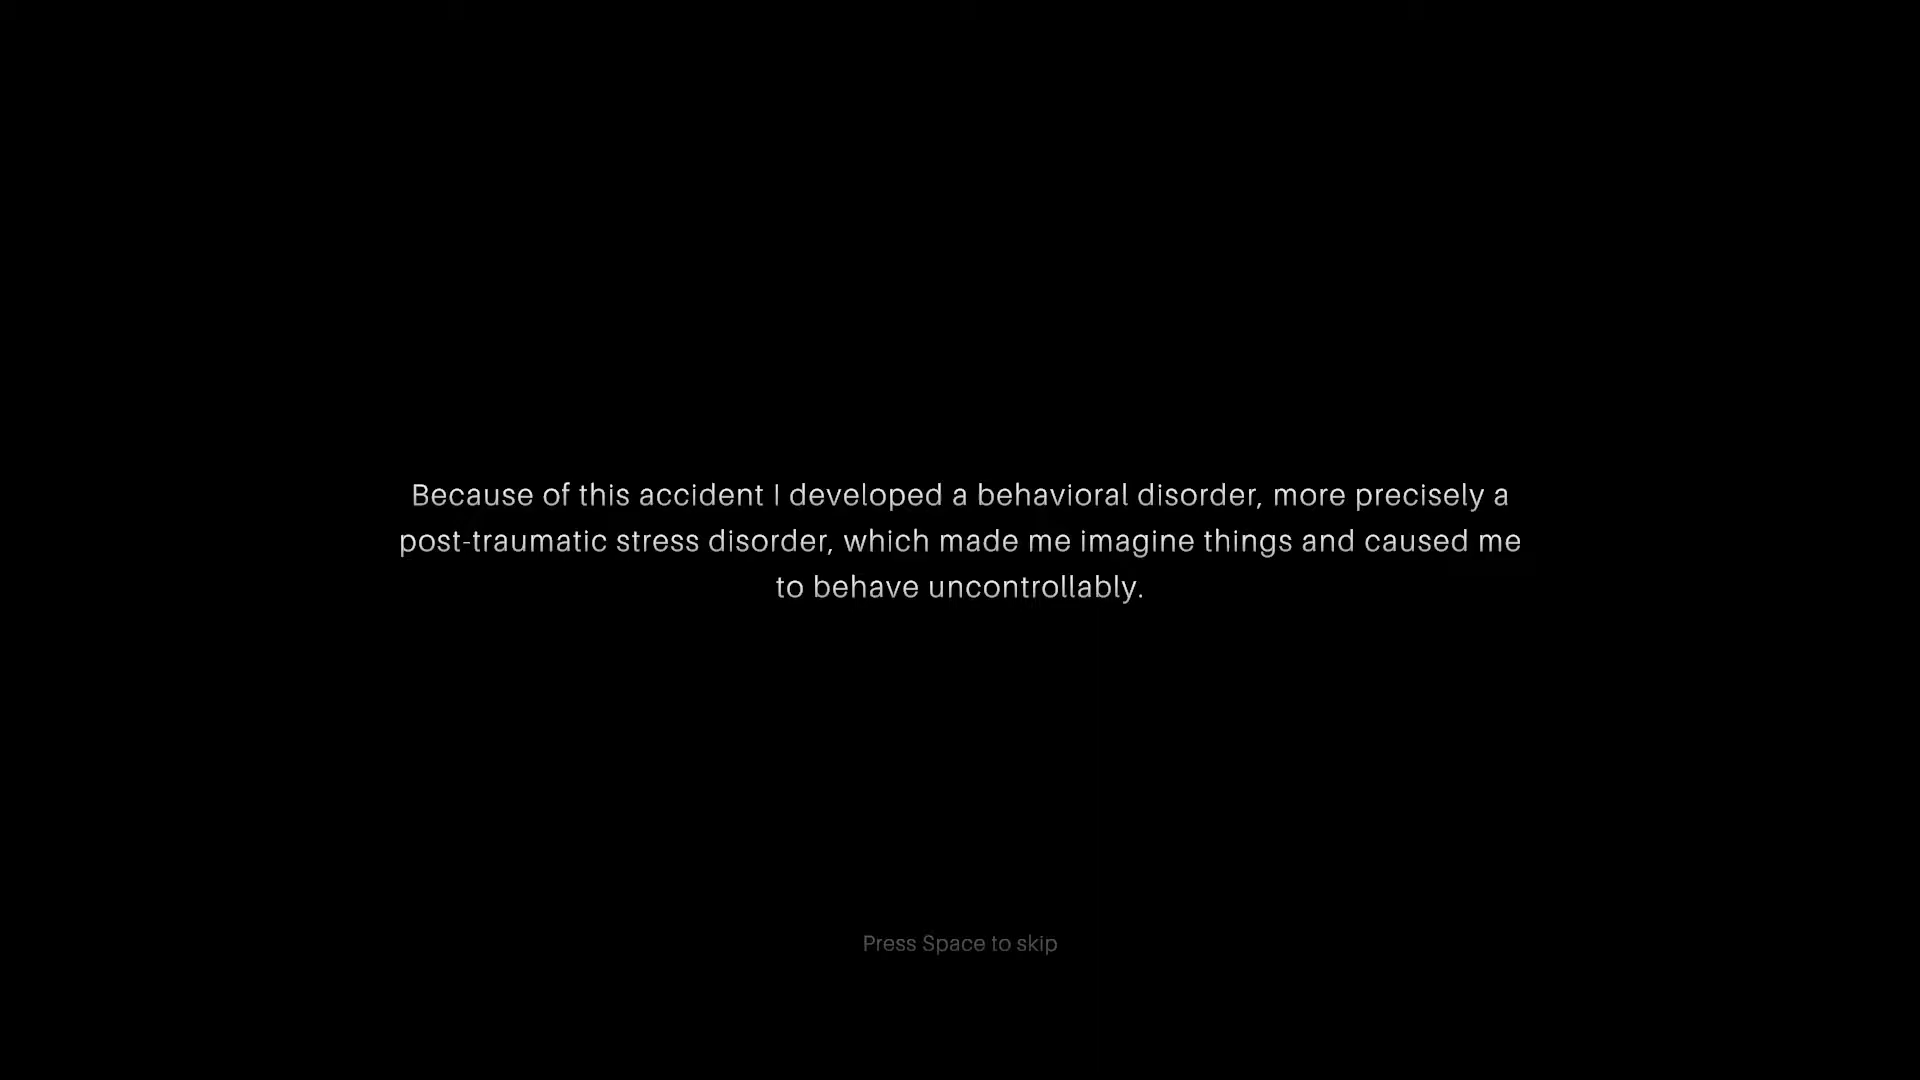 Because of this accident I developed a behavioral disorder, more precisely a
post-traumatic stress disorder, which made me imagine things and caused me
to behave uncontrollably.
Press Space to skip